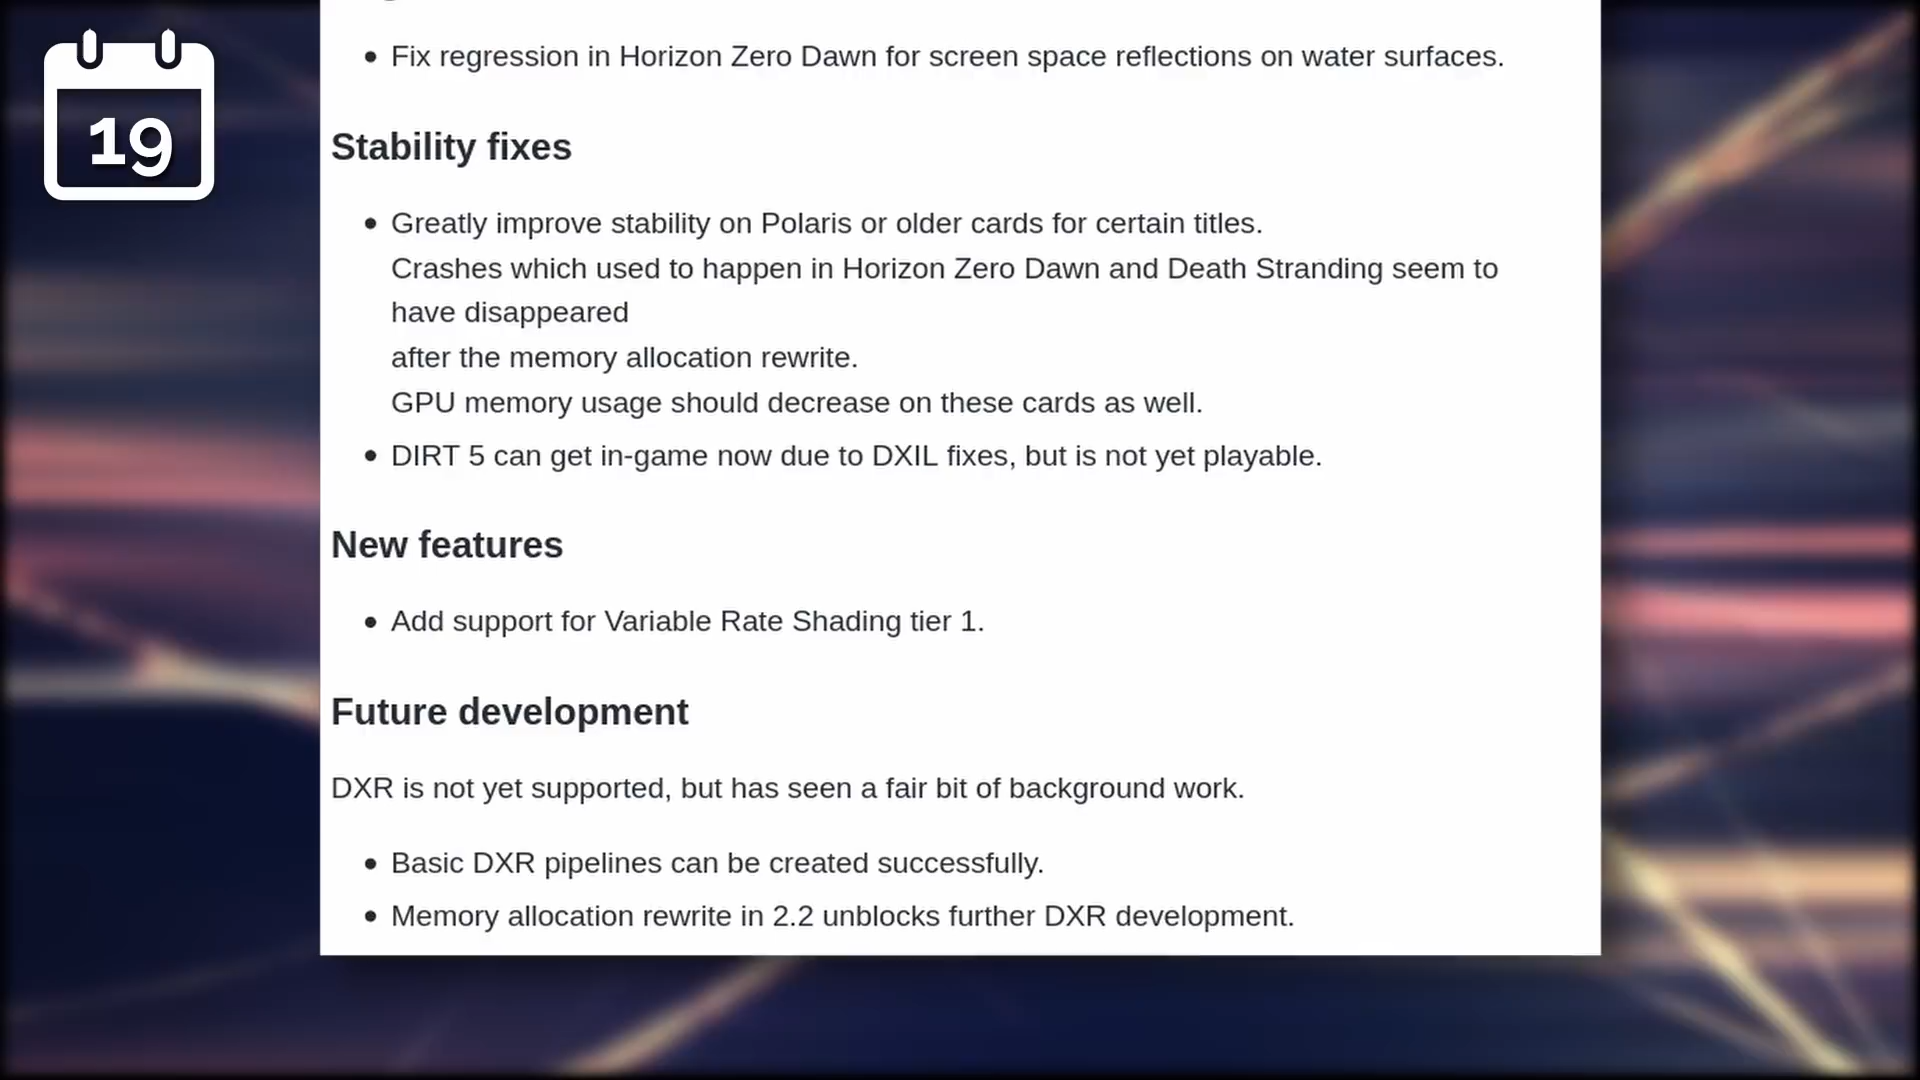 19
Fix regression in Horizon Zero Dawn for screen space reflections on water surfaces.
Stability fixes
Greatly improve stability on Polaris or older cards for certain titles.
Crashes which used to happen in Horizon Zero Dawn and Death Stranding seem to
have disappeared
after the memory allocation rewrite.
GPU memory usage should decrease on these cards as well.
DIRT 5 can get in-game now due to DXIL fixes, but is not yet playable.
New features
Add support for Variable Rate Shading tier 1.
Future development
DXR is not yet supported, but has seen a fair bit of background work.
Basic DXR pipelines can be created successfully.
Memory allocation rewrite in 2.2 unblocks further DXR development.